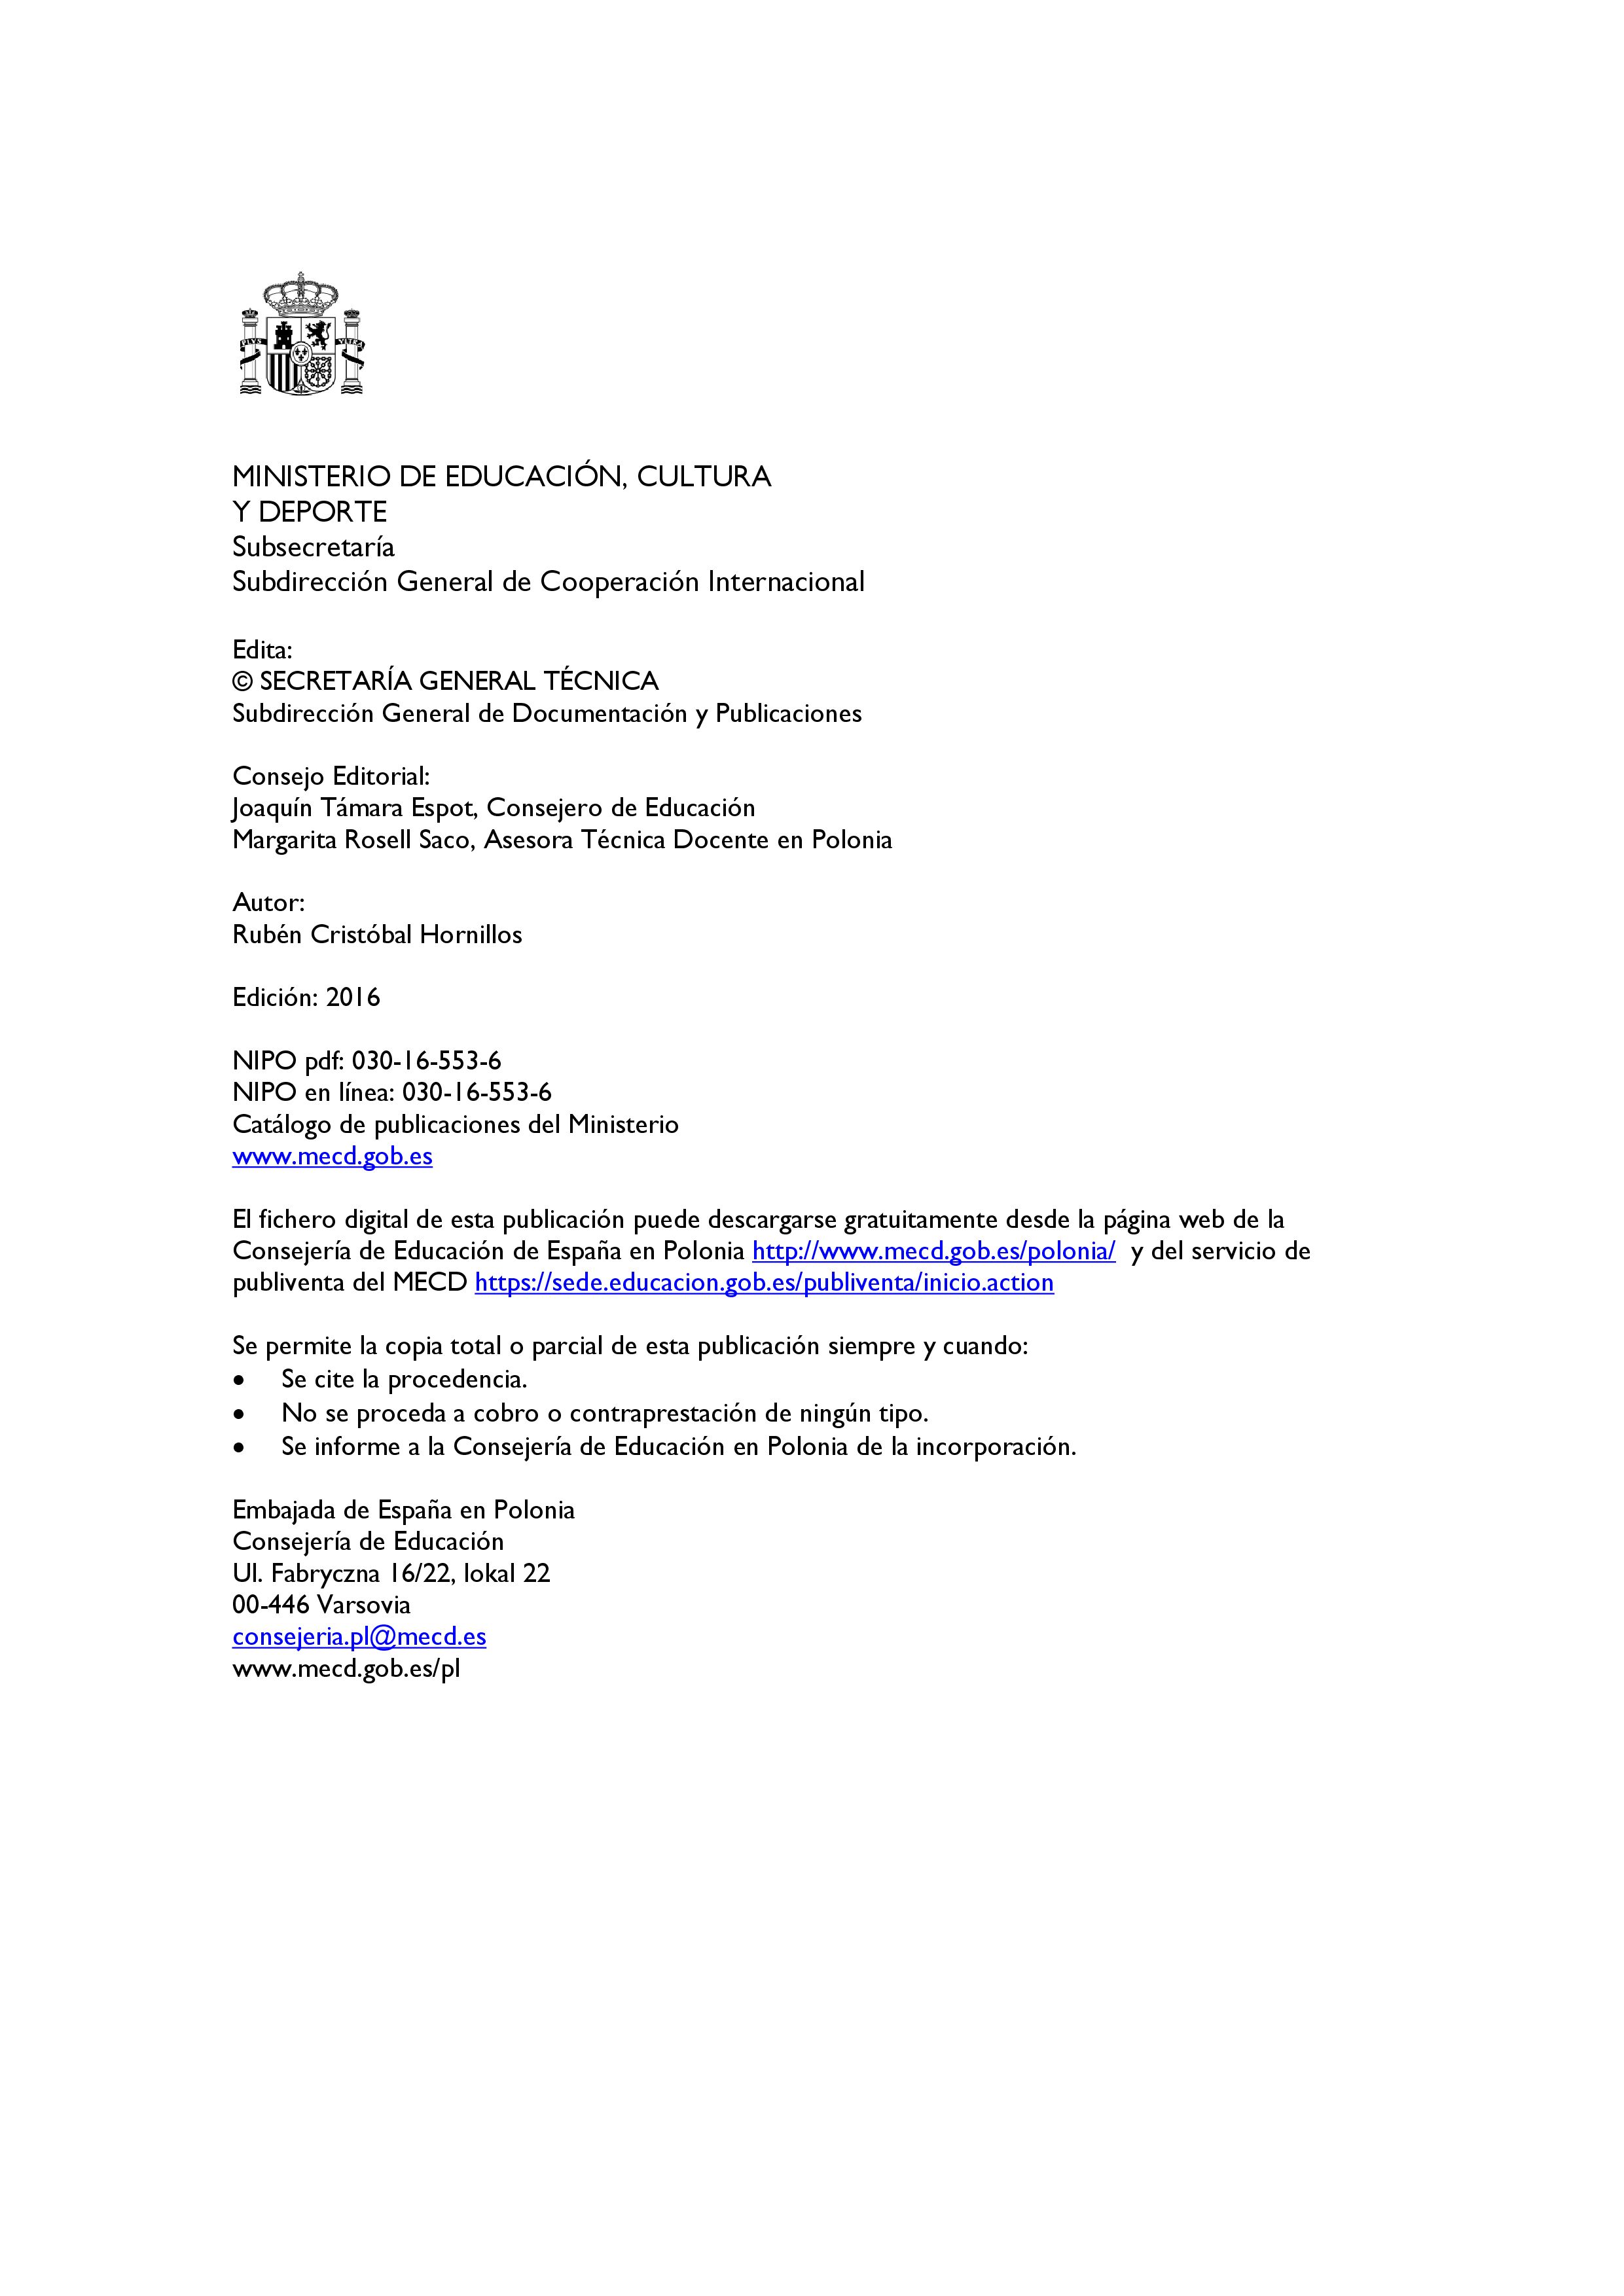 PLVS VLTRA
MINISTERIO DE EDUCACIÓN, CULTURA
Y DEPORTE
Subsecretaría
Subdirección General de Cooperación Internacional
Edita:
© SECRETARÍA GENERAL TÉCNICA
Subdirección General de Documentación y Publicaciones
Consejo Editorial:
Joaquín Támara Espot, Consejero de Educación
Margarita Rosell Saco, Asesora Técnica Docente en Polonia
Autor:
Rubén Cristóbal Hornillos
Edición: 2016
NIPO pdf: 030-16-553-6
NIPO en línea: 030-16-553-6
Catálogo de publicaciones del Ministerio
www.mecd.gob.es
El fichero digital de esta publicación puede descargarse gratuitamente desde la página web de la
Consejería de Educación de España en Polonia http://www.mecd.gob.es/polonia/ y del servicio de
publiventa del MECD https://sede.educacion.gob.es/publiventa/inicio.action
Se permite la copia total o parcial de esta publicación siempre y cuando:
• Se cite la procedencia.
• No se proceda a cobro o contraprestación de ningún tipo.
• Se informe a la Consejería de Educación en Polonia de la incorporación.
Embajada de España en Polonia
Consejería de Educación
Ul. Fabryczna 16/22, lokal 22
00-446 Varsovia
consejeria.pl@mecd.es
www.mecd.gob.es/pl